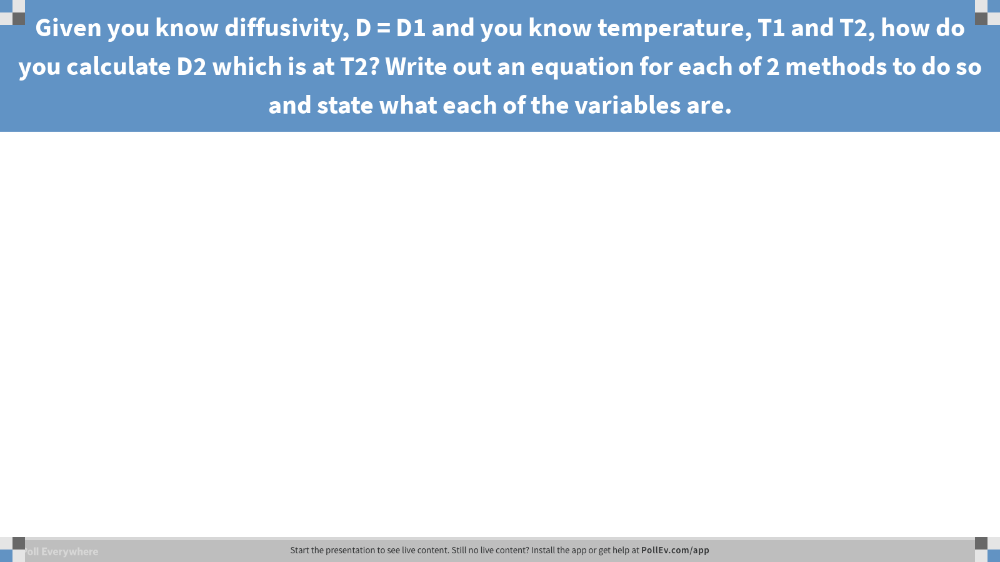 Given you know diffusivity, D = D1 and you know temperature, T1 and T2, how do
you calculate D2 which is at T2? Write out an equation for each of 2 methods to do so
and state what each of the variables are.
Poll Everywhere
Start the presentation to see live content. Still no live content? Install the app or get help at PollEv.com/app